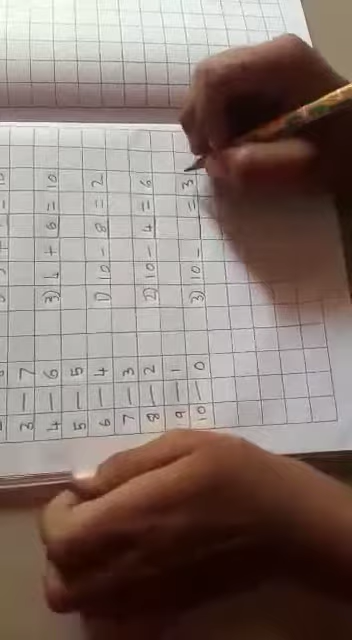 3 — 7
4 — 6
5 — 5
6 — 4
7 — 3
8 — 2
9 — 1
10 — 0
3) 4 + 6 = 10
1) 10 - 8 = 2
2) 10 - 4 = 6
3) 10 - __ = 3